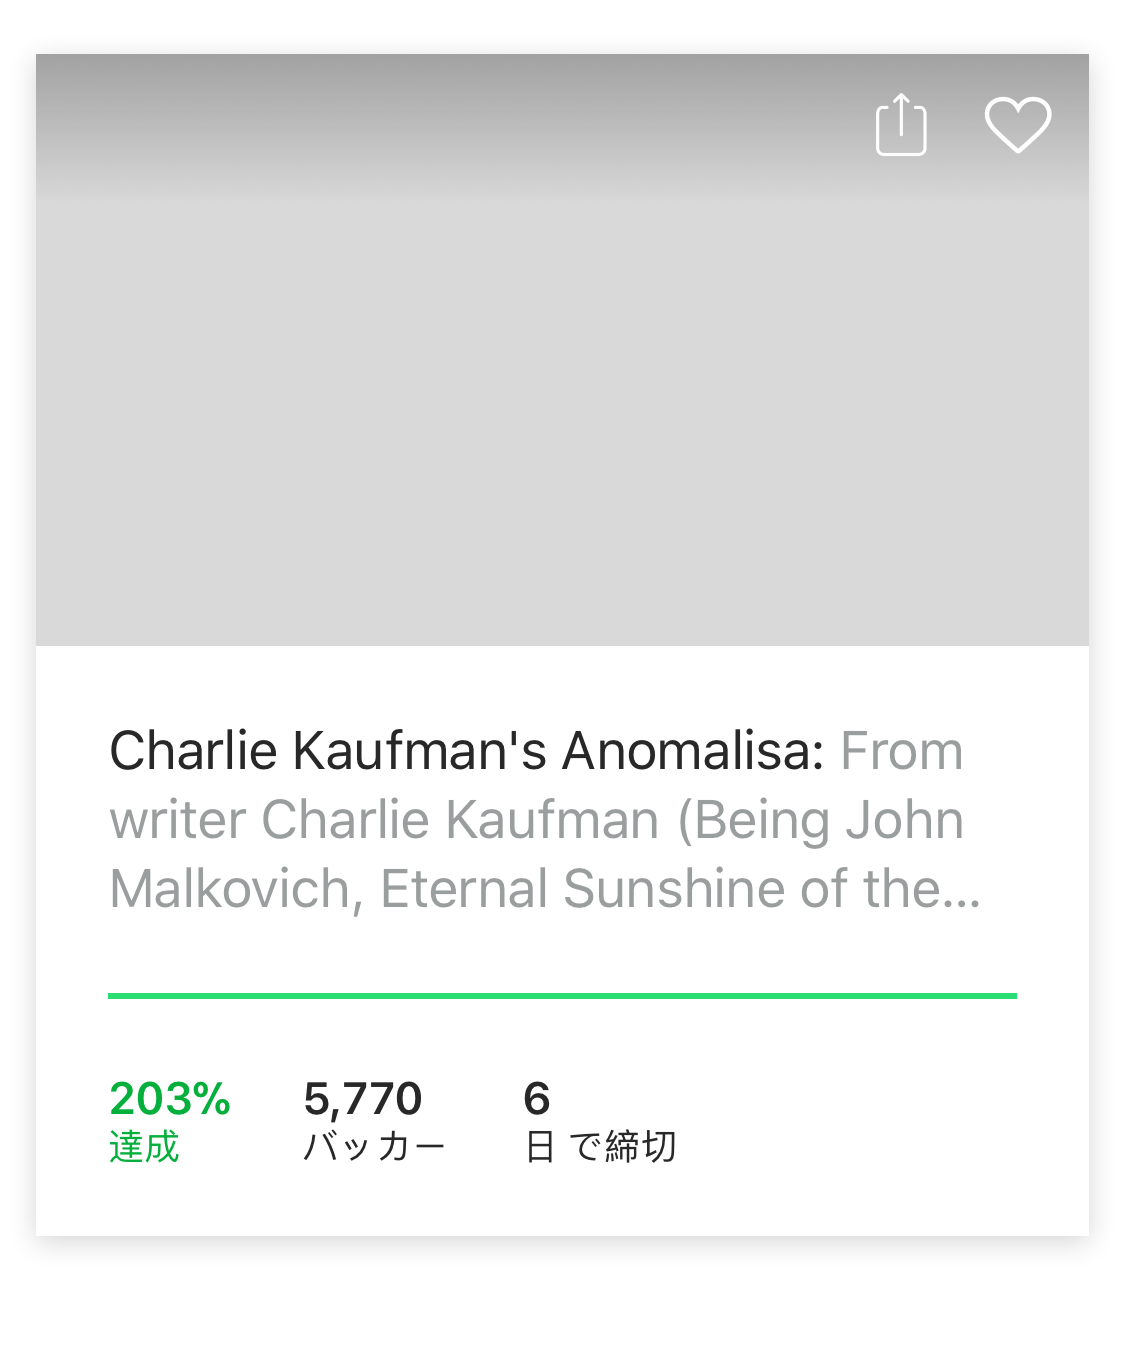 Charlie Kaufman's Anomalisa: From
writer Charlie Kaufman (Being John
Malkovich, Eternal Sunshine of the...
203% 5,770 6
達成 バッカー 日 で締切